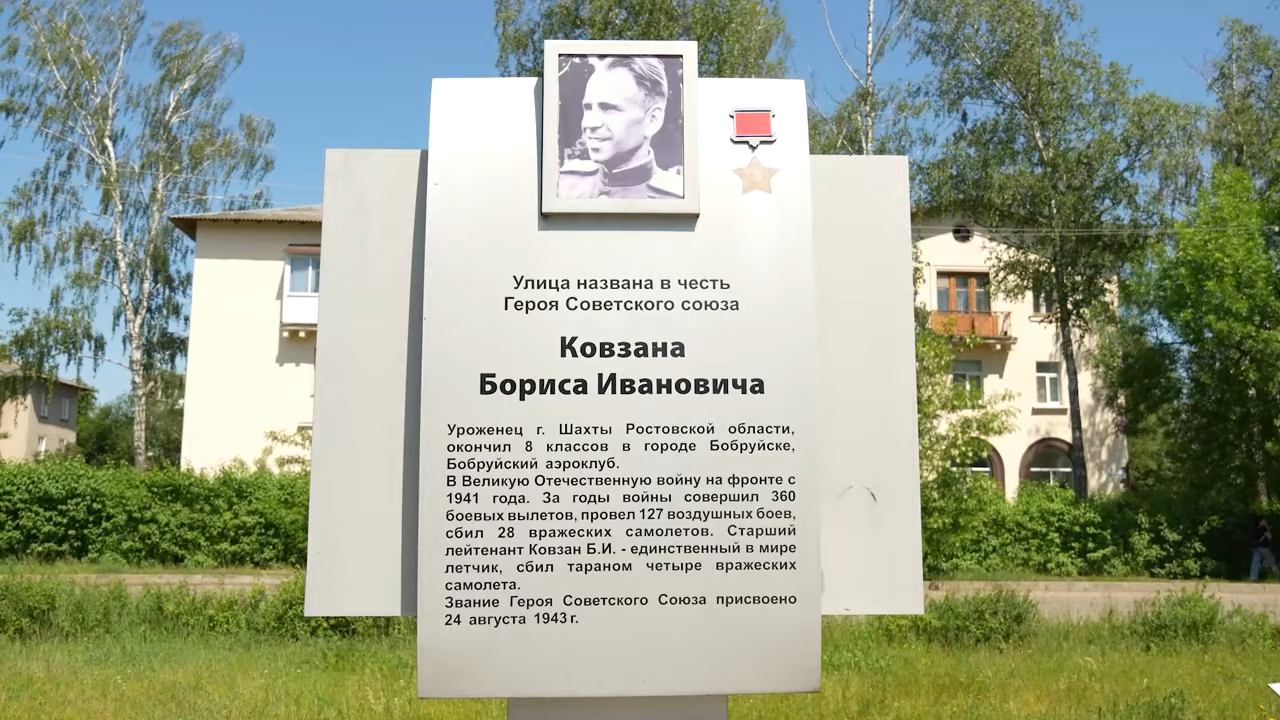 Улица названа в честь
Героя Советского союза
Ковзана
Бориса Ивановича
Уроженец г. Шахты Ростовской области,
окончил 8 классов в городе Бобруйске,
Бобруйский аэроклуб.
В Великую Отечественную войну на фронте с
1941 года. За годы войны совершил 360
боевых вылетов, провел 127 воздушных боев,
сбил 28 вражеских самолетов. Старший
лейтенант Ковзан Б.И. - единственный в мире
летчик, сбил тараном четыре вражеских
самолета.
Звание Героя Советского Союза присвоено
24 августа 1943 г.